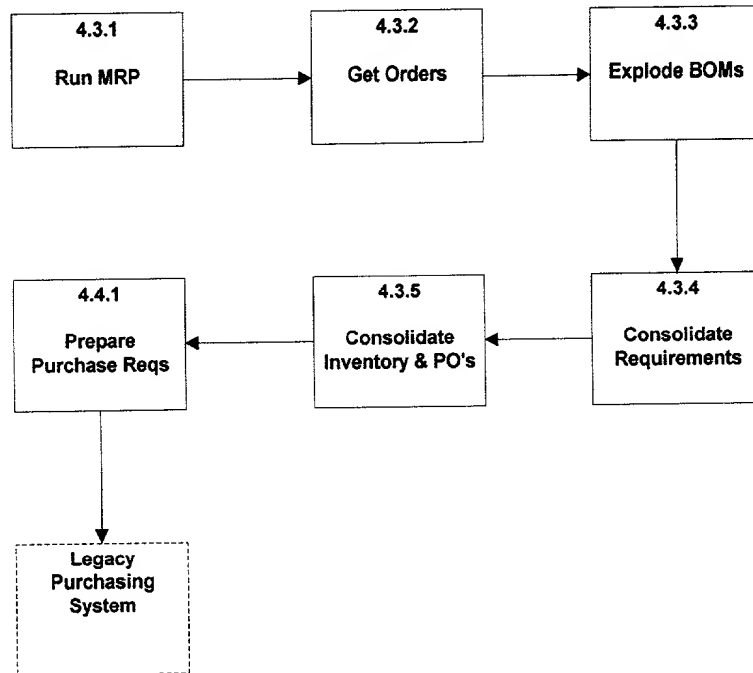 4.3.1
Run MRP
4.3.2
Get Orders
4.3.3
Explode BOMs
4.3.4
Consolidate
Requirements
4.3.5
Consolidate
Inventory & PO's
4.4.1
Prepare
Purchase Reqs
Legacy
Purchasing
System